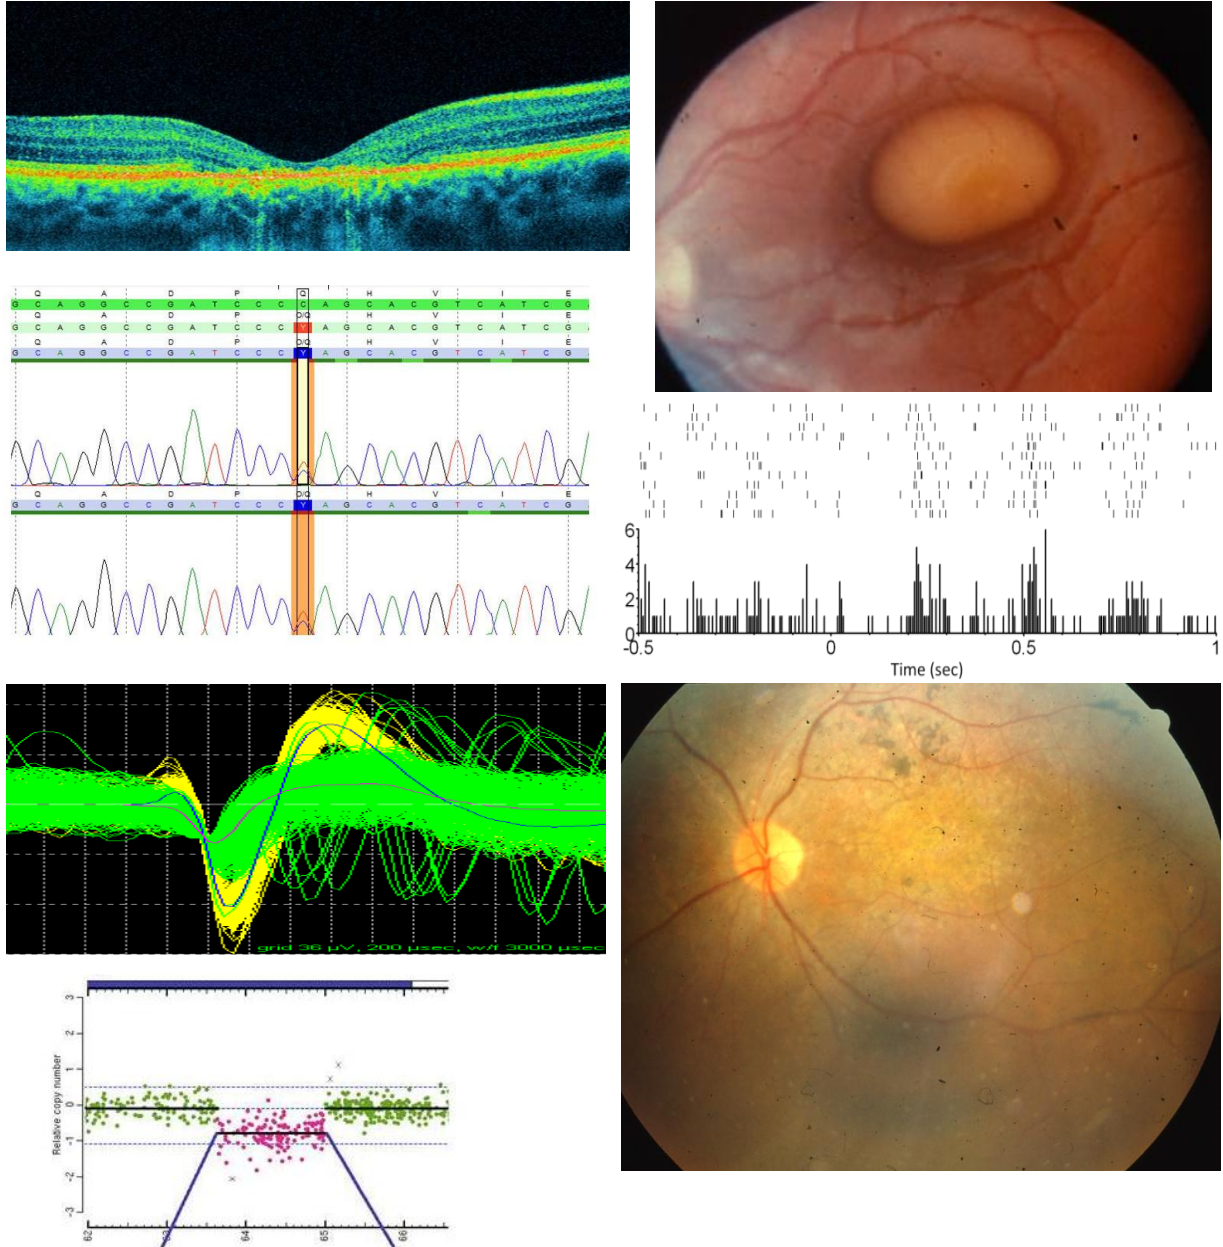 Q A D P Q H V I E
G C A G G C C G A T C C C C A G C A C G T C A T C G
Q A D P O/Q H V I E
G C A G G C C G A T C C C Y A G C A C G T C A T C G
Q A D P O/Q H V I E
G C A G G C C G A T C C C Y A G C A C G T C A T C G
Q A D P O/Q H V I E
G C A G G C C G A T C C C Y A G C A C G T C A T C G
6
4
2
0
-0.5 0 0.5 1
Time (sec)
grid 36 µV, 200 µsec, w/f 3000 µsec
Relative copy number
3
2
1
0
-1
-2
-3
62 63 64 65 66